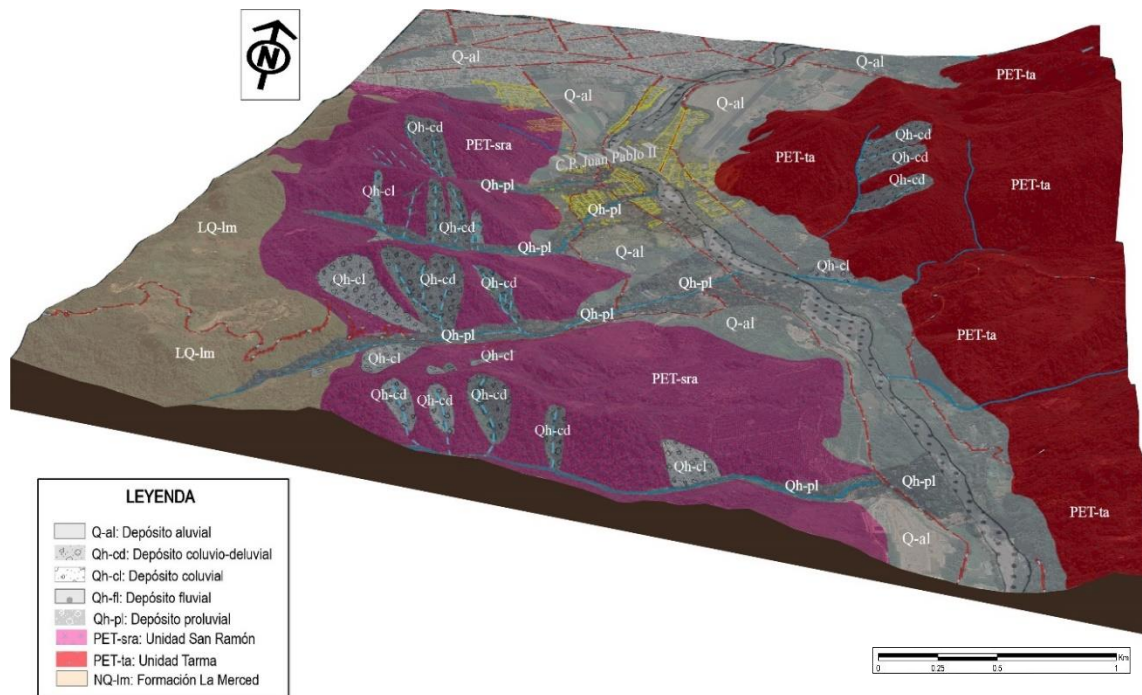 N
Q-al
Q-al
PET-ta
Q-al
Q-al
Qh-cd
PET-sra
Qh-cd
Qh-cd
Qh-cd
C.P. Juan Pablo II
PET-ta
PET-ta
Qh-cl
Qh-pl
Qh-pl
LQ-lm
Qh-cd
Qh-pl
Q-al
Qh-cl
Qh-cl
Qh-cd
Qh-cd
Qh-pl
Qh-pl
Qh-pl
Q-al
PET-ta
LQ-lm
Qh-cl
Qh-cl
PET-sra
Qh-cd
Qh-cd
Qh-cd
Qh-cd
Qh-cl
Qh-pl
Qh-pl
PET-ta
Q-al
LEYENDA
Q-al: Depósito aluvial
Qh-cd: Depósito coluvio-deluvial
Qh-cl: Depósito coluvial
Qh-fl: Depósito fluvial
Qh-pl: Depósito proluvial
PET-sra: Unidad San Ramón
PET-ta: Unidad Tarma
NQ-lm: Formación La Merced
Km
0 0.25 0.5 1